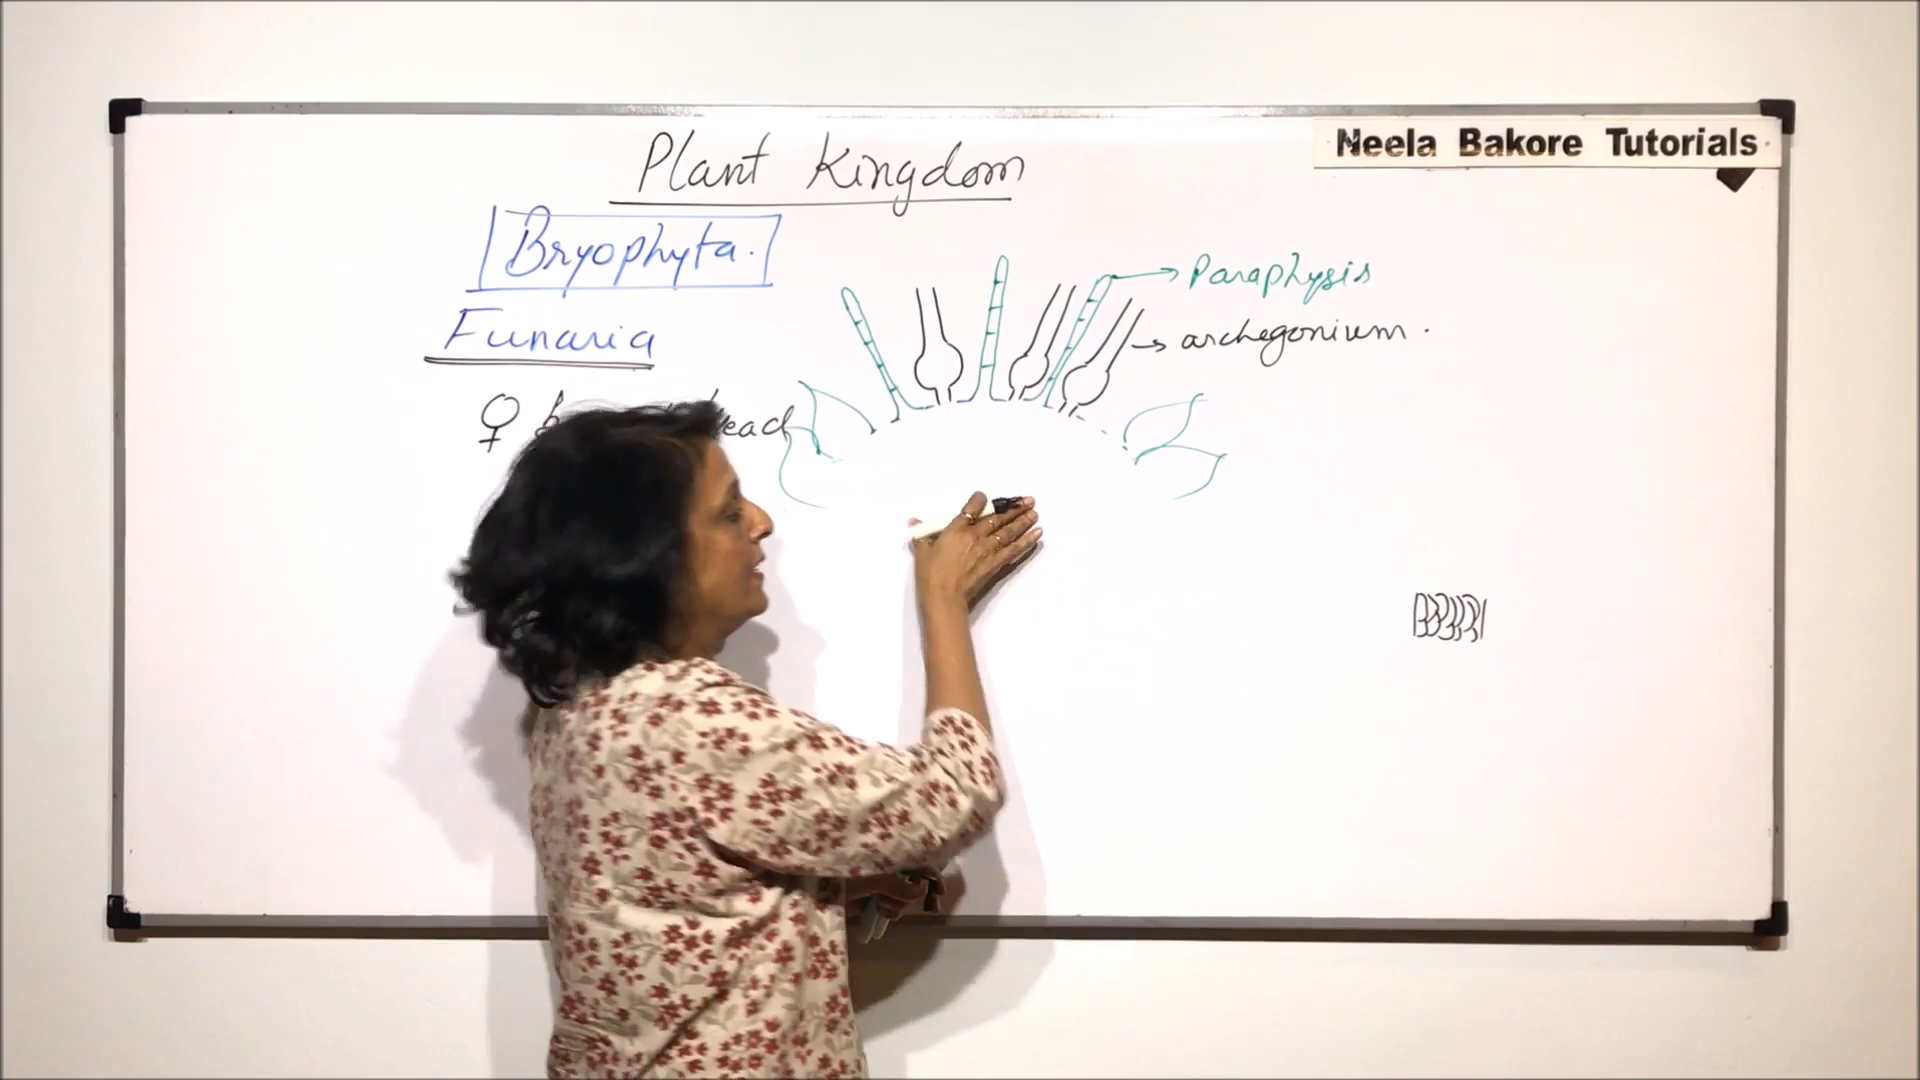 Neela Bakore Tutorials
Plant Kingdom
Bryophyta.
Funaria
Paraphysis
archegonium.
♀